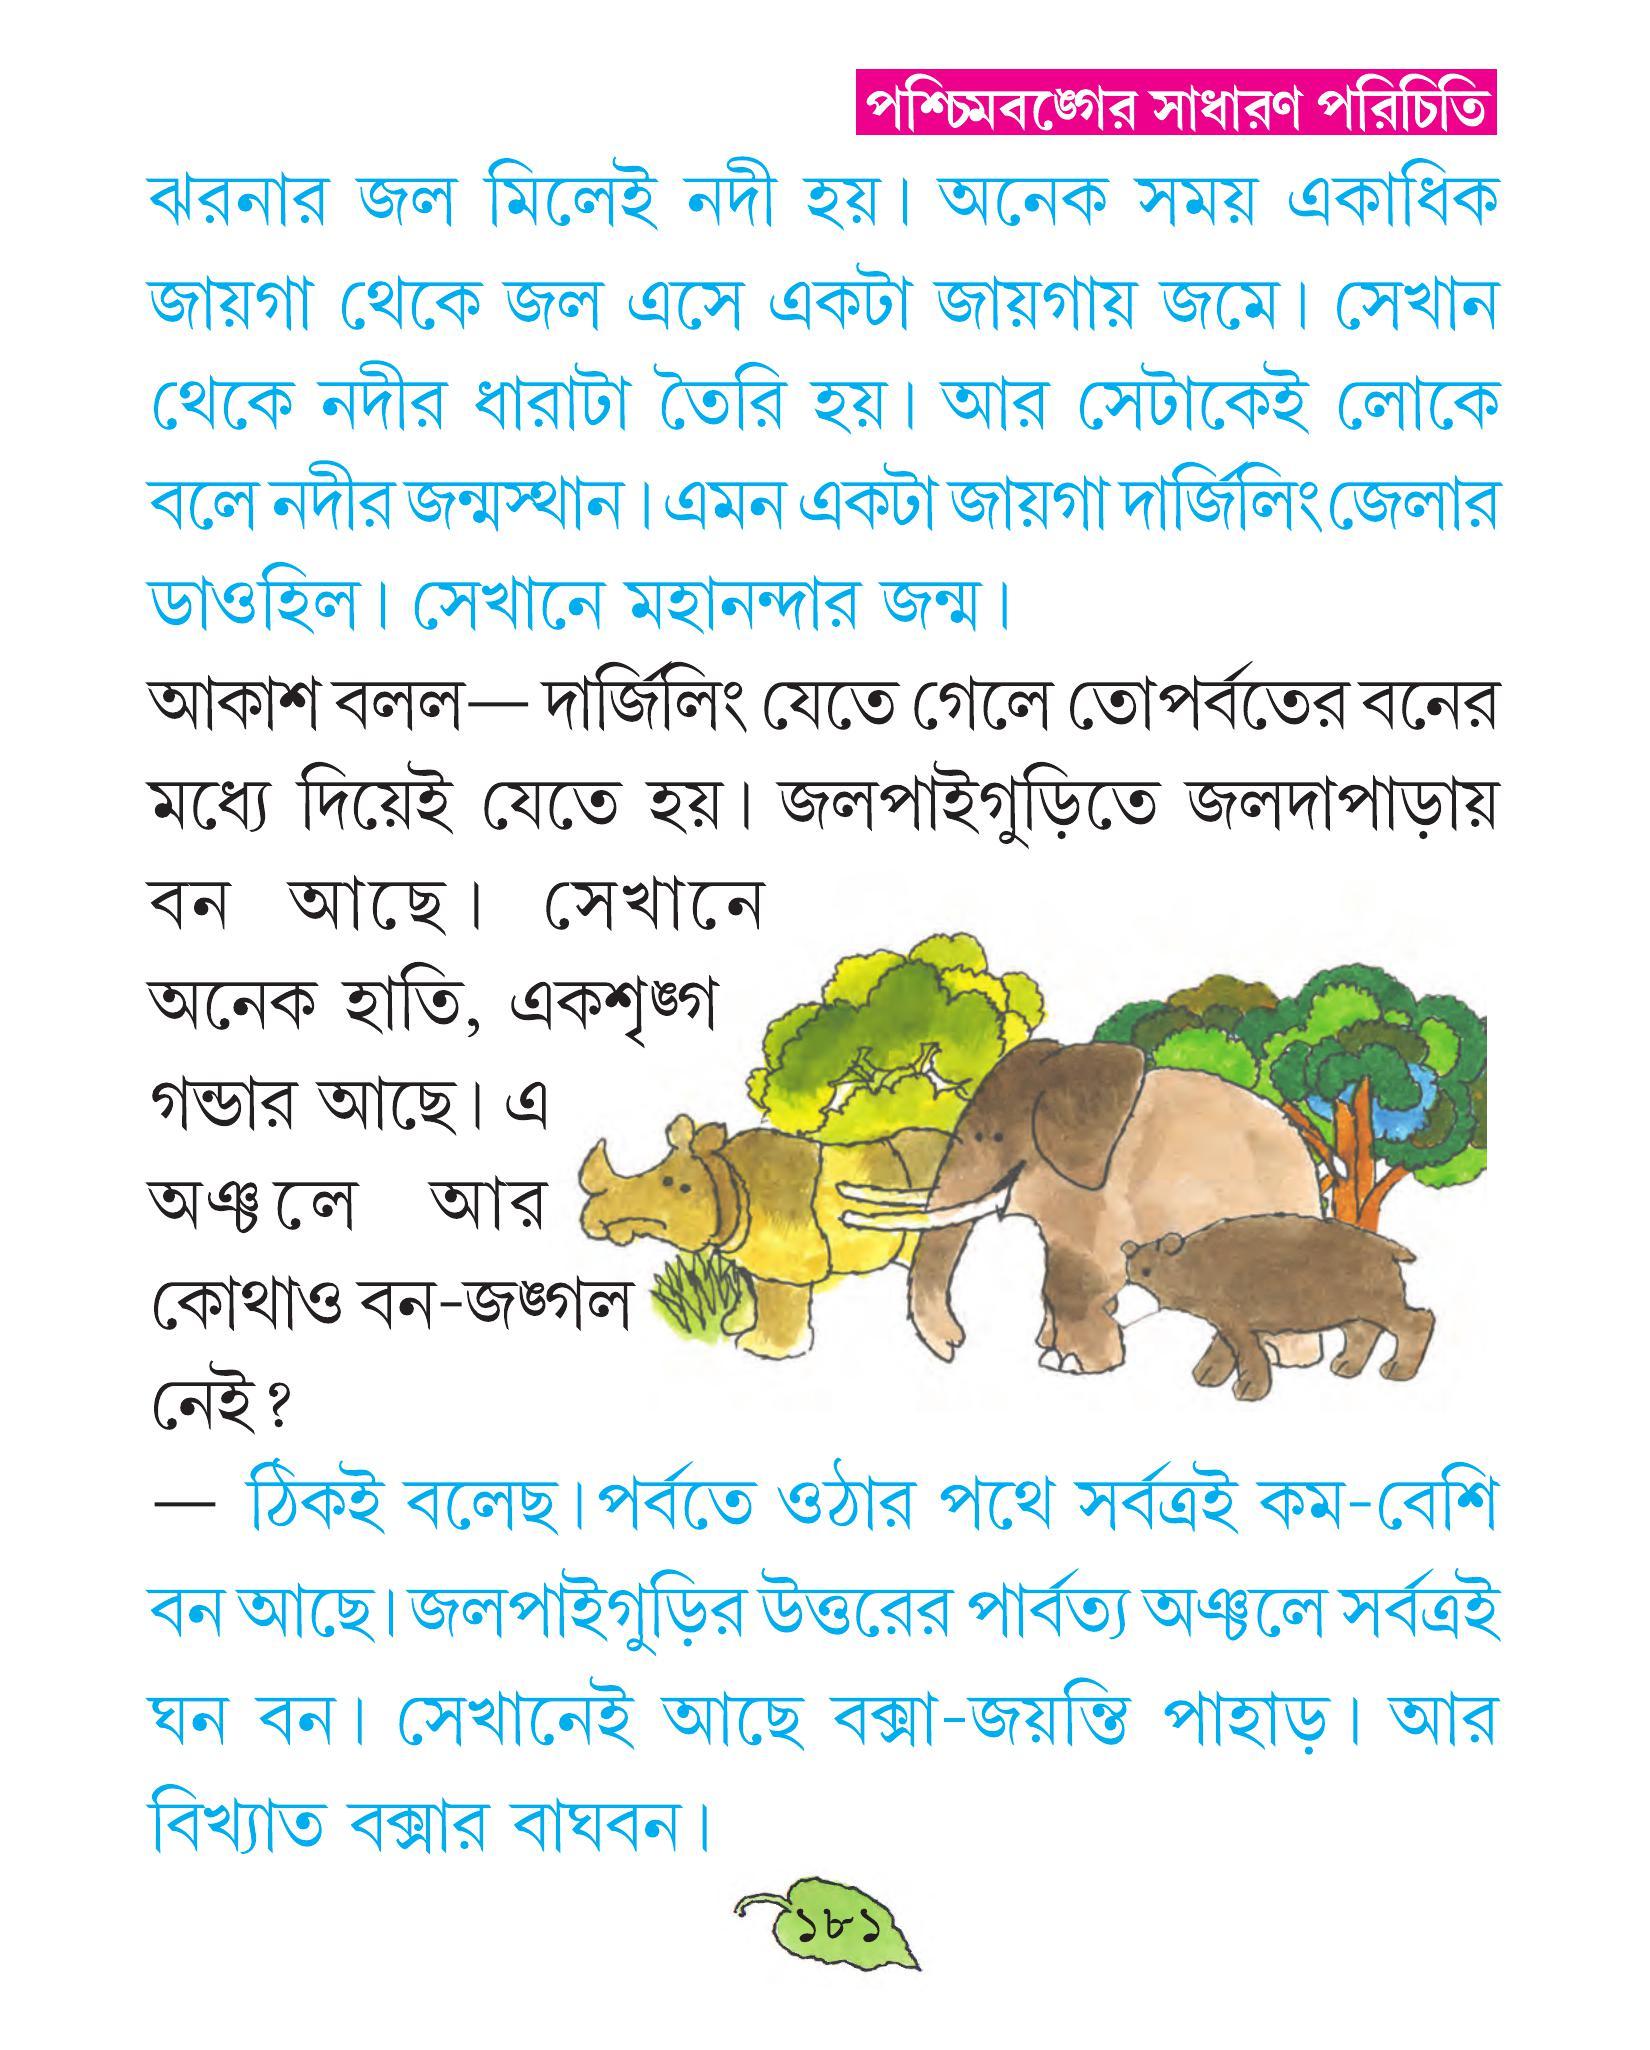 পশ্চিমবঙ্গের সাধারণ পরিচিতি
ঝরনার জল মিলেই নদী হয়। অনেক সময় একাধিক
জায়গা থেকে জল এসে একটা জায়গায় জমে। সেখান
থেকে নদীর ধারাটা তৈরি হয়। আর সেটাকেই লোকে
বলে নদীর জন্মস্থান। এমন একটা জায়গা দার্জিলিং জেলার
ডাওহিল। সেখানে মহানন্দার জন্ম।
আকাশ বলল— দার্জিলিং যেতে গেলে তোপর্বতের বনের
মধ্যে দিয়েই যেতে হয়। জলপাইগুড়িতে জলদাপাড়ায়
বন আছে। সেখানে
অনেক হাতি, একশৃঙ্গ
গন্ডার আছে। এ
অঞ্চলে আর
কোথাও বন-জঙ্গল
নেই?
— ঠিকই বলেছ। পর্বতে ওঠার পথে সর্বত্রই কম-বেশি
বন আছে। জলপাইগুড়ির উত্তরের পার্বত্য অঞ্চলে সর্বত্রই
ঘন বন। সেখানেই আছে বক্সা-জয়ন্তি পাহাড়। আর
বিখ্যাত বক্সার বাঘবন।
১৮১